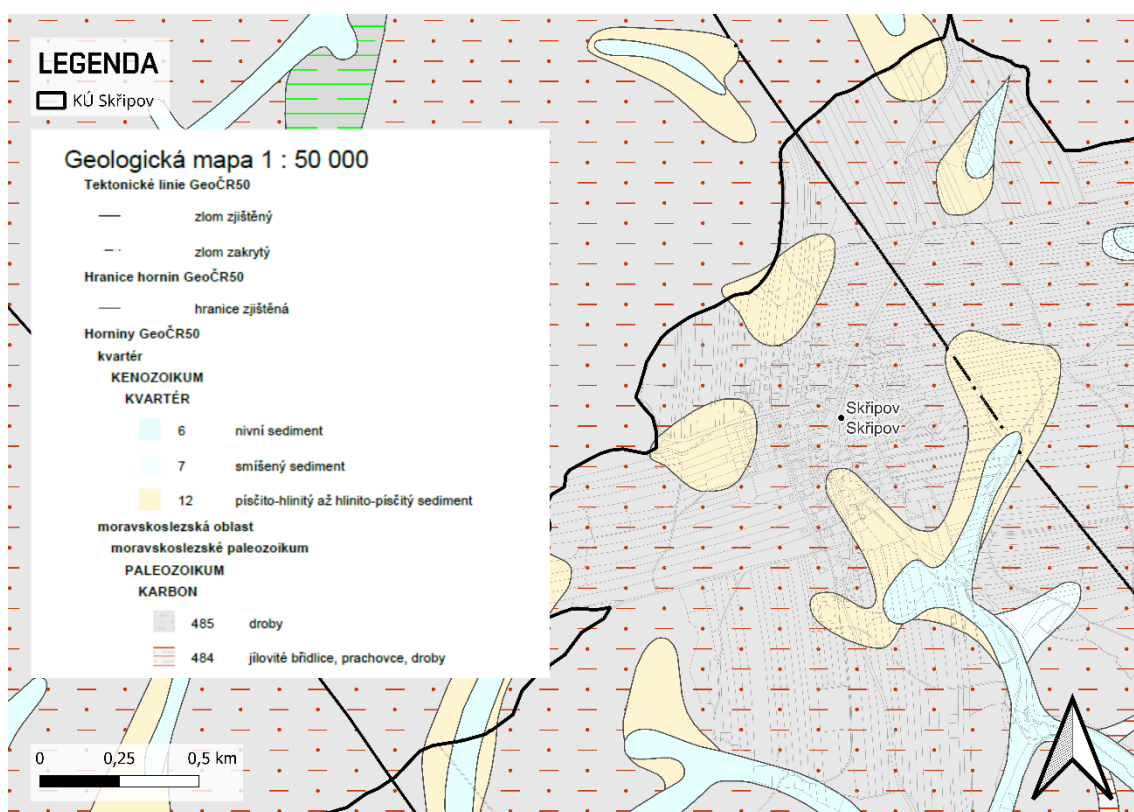 LEGENDA
KÚ Skřipov
Geologická mapa 1 : 50 000
Tektonické linie GeoČR50
zlom zjištěný
zlom zakrytý
Hranice hornin GeoČR50
hranice zjištěná
Horniny GeoČR50
kvartér
KENOZOIKUM
KVARTÉR
6 nivní sediment
7 smíšený sediment
12 písčito-hlinitý až hlinito-písčitý sediment
moravskoslezská oblast
moravskoslezské paleozoikum
PALEOZOIKUM
KARBON
485 droby
484 jílovité břidlice, prachovce, droby
Skřipov
Skřipov
0 0,25 0,5 km